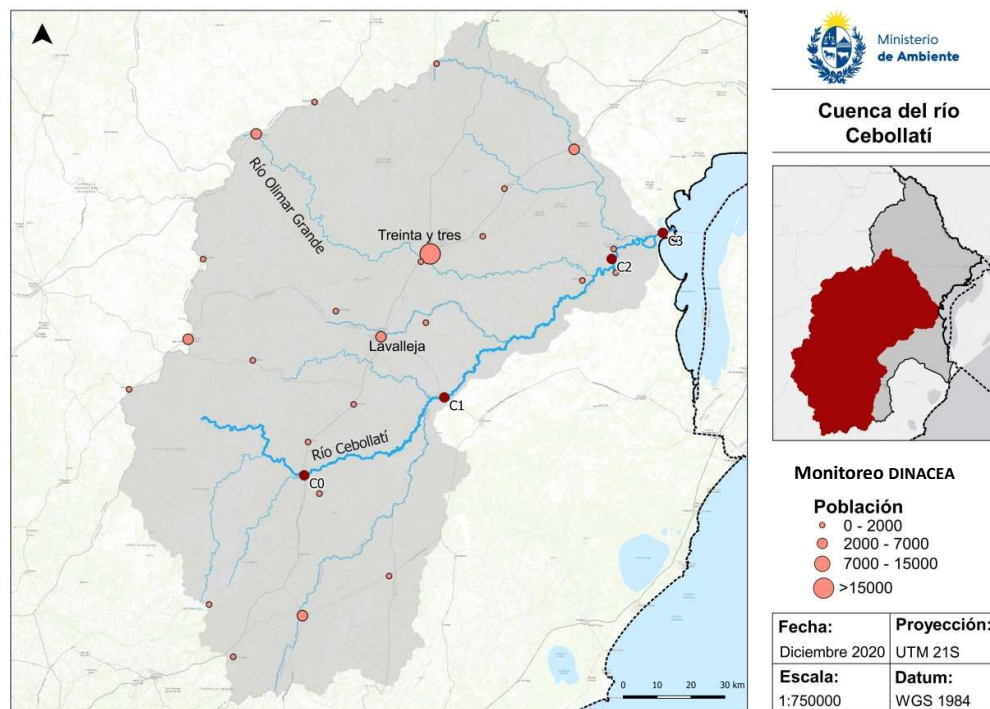 Río Olimar Grande
Treinta y tres
C3
C2
Lavalleja
C1
Río Cebollatí
C0
0 10 20 30 km
Ministerio
de Ambiente
Cuenca del río
Cebollatí
Monitoreo DINACEA
Población
0 - 2000
2000 - 7000
7000 - 15000
>15000
Fecha:
Proyección:
Diciembre 2020
UTM 21S
Escala:
Datum:
1:750000
WGS 1984